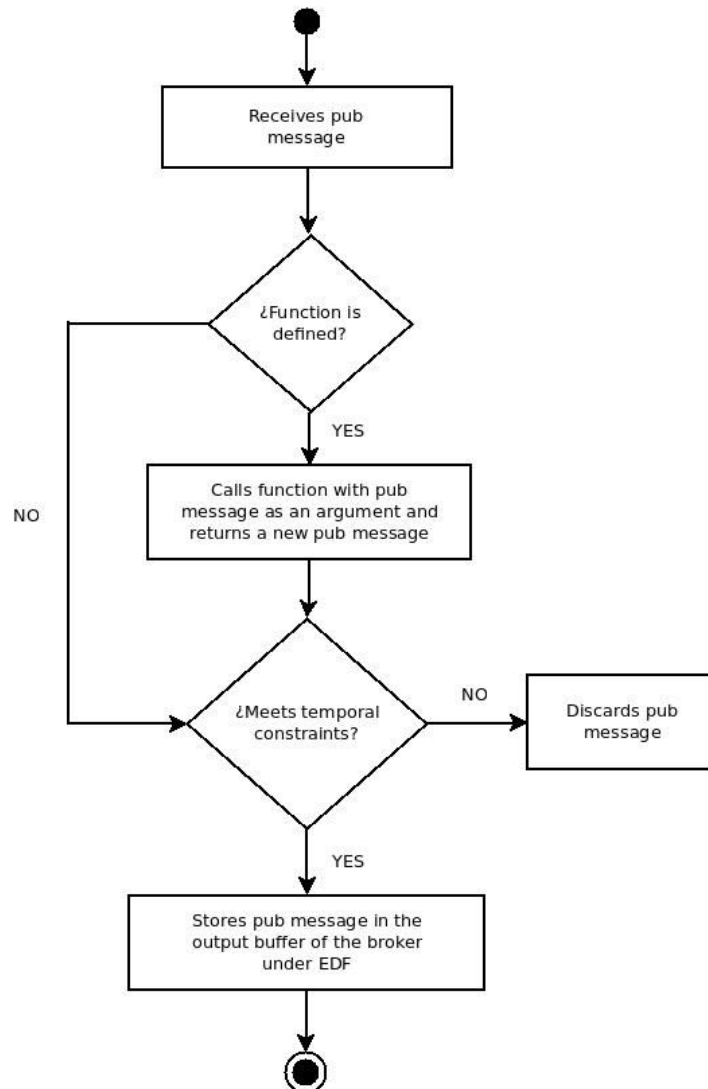 Receives pub
message
¿Function is
defined?
YES
NO
Calls function with pub
message as an argument and
returns a new pub message
¿Meets temporal
constraints?
NO
Discards pub
message
YES
Stores pub message in the
output buffer of the broker
under EDF